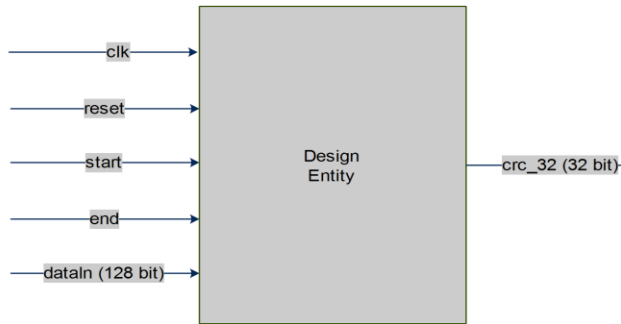 clk
reset
start
end
dataIn (128 bit)
Design
Entity
crc_32 (32 bit)